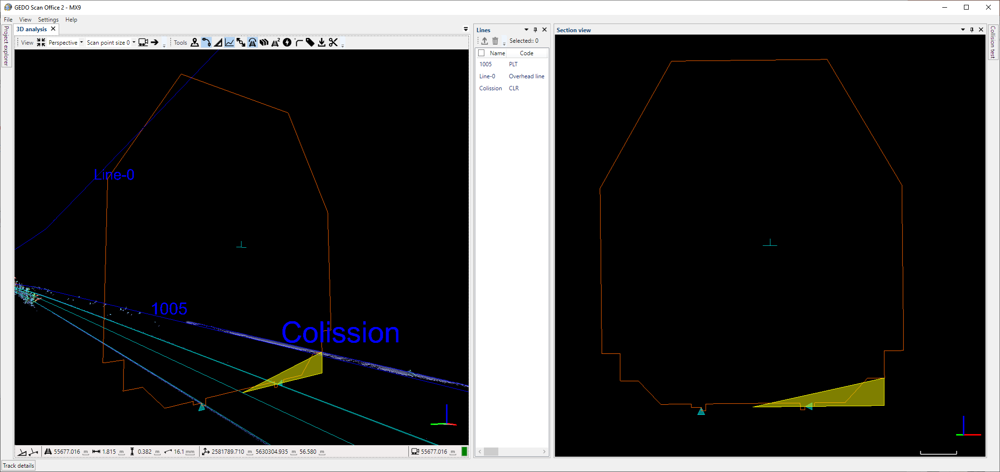 GEDO Scan Office 2 - MX9
File View Settings Help
Project explorer
3D analysis
View Perspective Scan point size 0 Tools
Line-0
1005
Colission
55677.016 m 1.815 m 0.382 m 16.1 mm 2581789.710 m 5630304.935 m 56.580 m 55677.016 m
Track details
Lines
Selected:: 0
Name Code
1005 PLT
Line-0 Overhead line
Colission CLR
Section view
Collision test